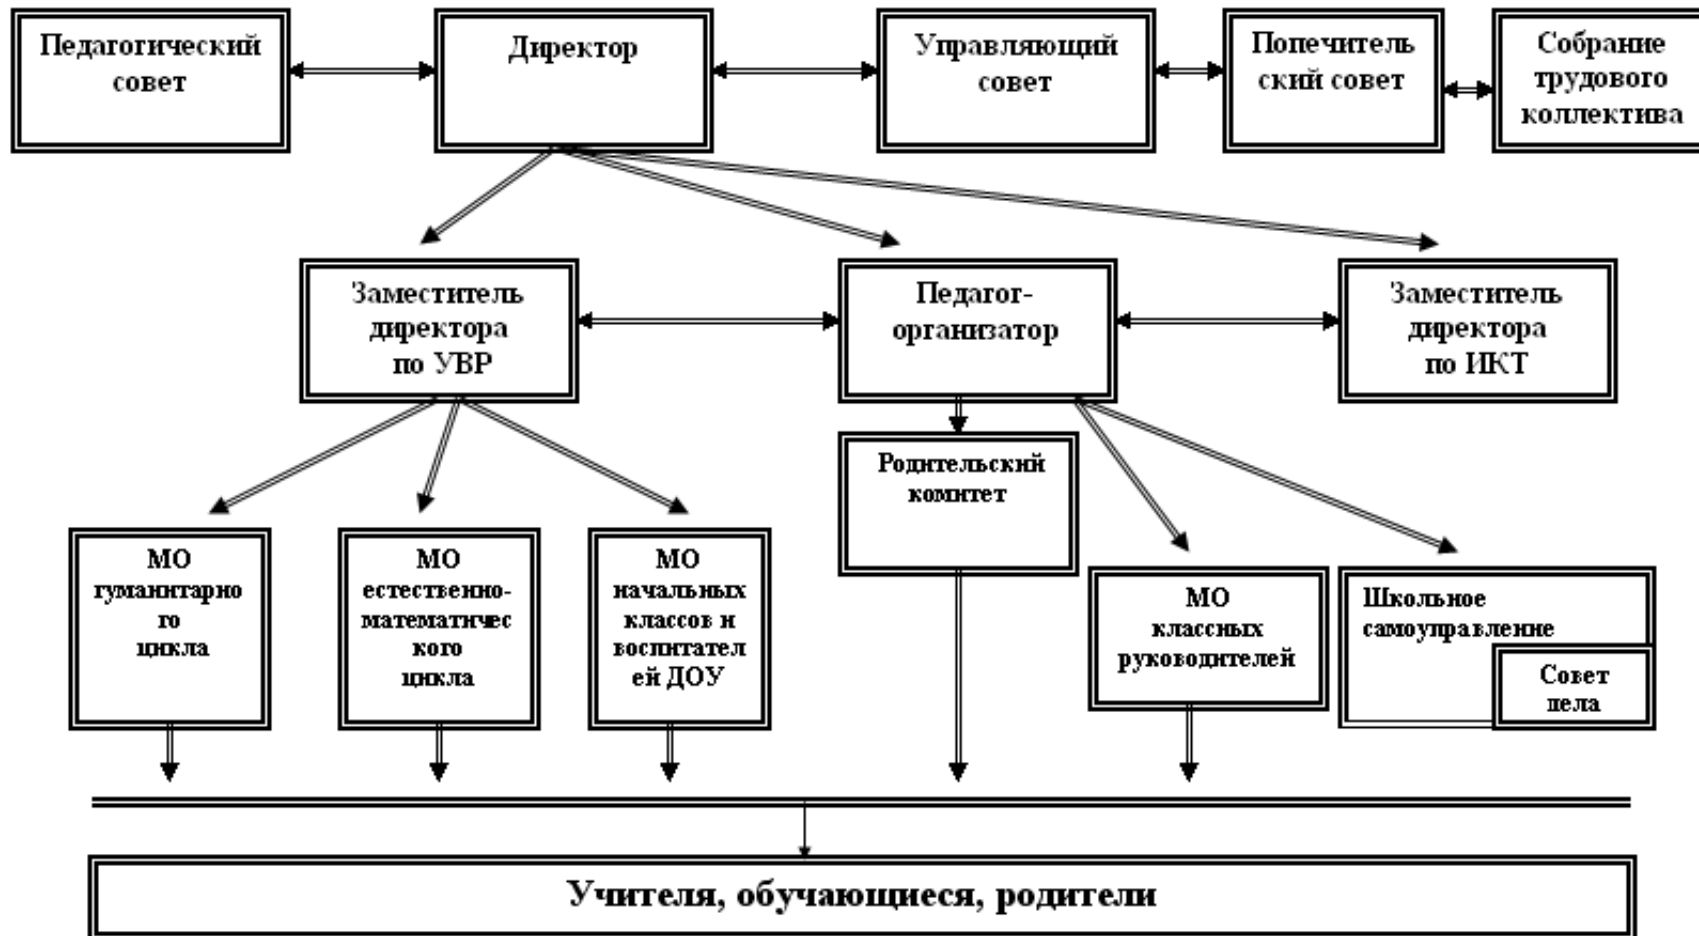 Педагогический
совет
Директор
Управляющий
совет
Попечитель
ский совет
Собрание
трудового
коллектива
Заместитель
директора
по УВР
Педагог-
организатор
Заместитель
директора
по ИКТ
Родительский
комитет
МО
гуманитарно
го
цикла
МО
естественно-
математичес
кого
цикла
МО
начальных
классов и
воспитател
ей ДОУ
МО
классных
руководителей
Школьное
самоуправление
Совет
дела
Учителя, обучающиеся, родители